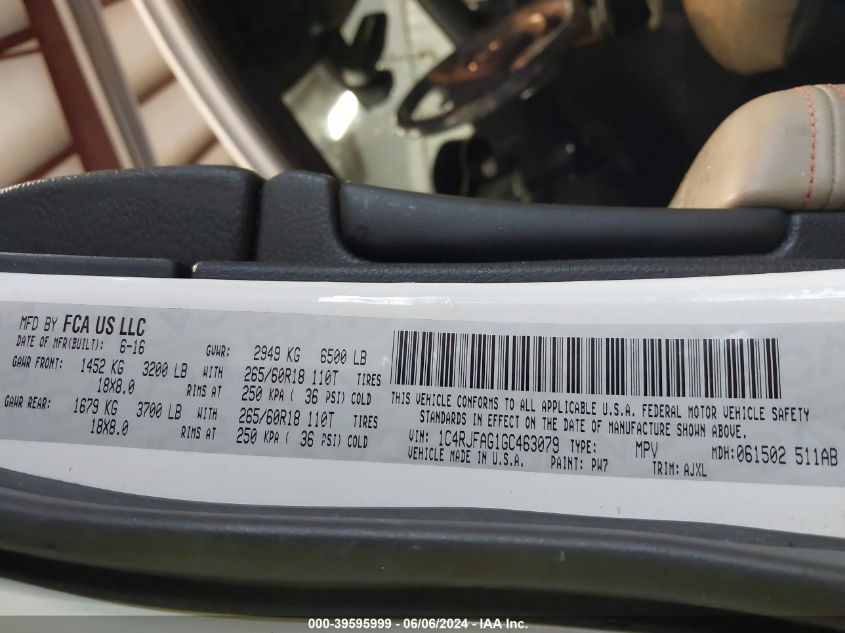 MFD BY FCA US LLC
DATE OF MFR(BUILT): 6-16 GVWR: 2949 KG 6500 LB
GAWR FRONT: 1452 KG 3200 LB WITH 265/60R18 110T TIRES
18X8.0 RIMS AT 250 KPA ( 36 PSI) COLD
GAWR REAR: 1679 KG 3700 LB WITH 265/60R18 110T TIRES
18X8.0 RIMS AT 250 KPA ( 36 PSI) COLD
THIS VEHICLE CONFORMS TO ALL APPLICABLE U.S.A. FEDERAL MOTOR VEHICLE SAFETY
STANDARDS IN EFFECT ON THE DATE OF MANUFACTURE SHOWN ABOVE.
VIN: 1C4RJFAG1GC463079 TYPE: MPV MDH:061502 511AB
VEHICLE MADE IN U.S.A. PAINT: PW7 TRIM: AJXL
000-39595999 - 06/06/2024 - IAA Inc.